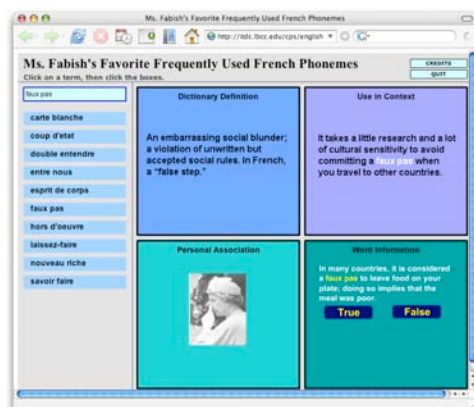 Ms. Fabish's Favorite Frequently Used French Phonemes
http://itdc.lbcc.edu/cps/english
Ms. Fabish's Favorite Frequently Used French Phonemes
Click on a term, then click the boxes.
CREDITS
QUIT
faux pas
carte blanche
coup d'etat
double entendre
entre nous
esprit de corps
faux pas
hors d'oeuvre
laissez-faire
nouveau riche
savoir faire
Dictionary Definition
An embarrassing social blunder;
a violation of unwritten but
accepted social rules. In French,
a "false step."
Use in Context
It takes a little research and a lot
of cultural sensitivity to avoid
committing a faux pas when
you travel to other countries.
Personal Association
Word Information
In many countries, it is considered
a faux pas to leave food on your
plate; doing so implies that the
meal was poor.
True
False